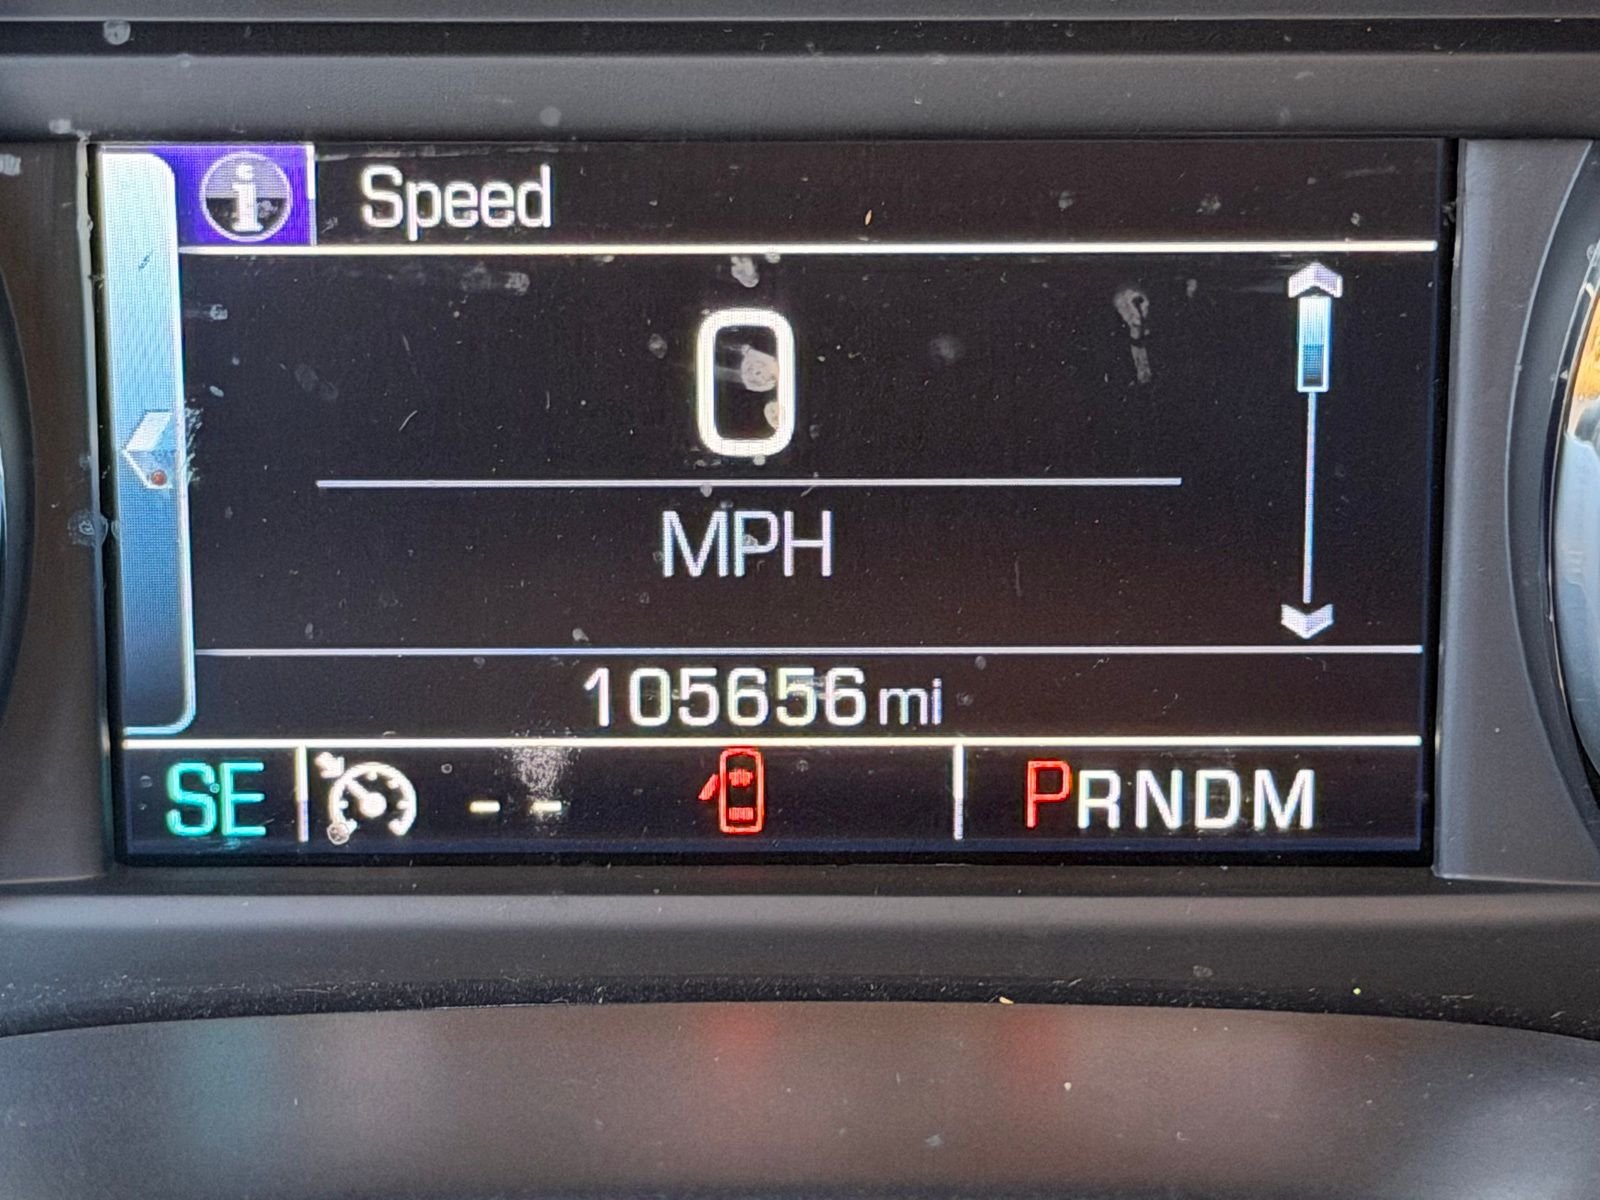 i Speed
0
MPH
105656 mi
SE -- PRNDM